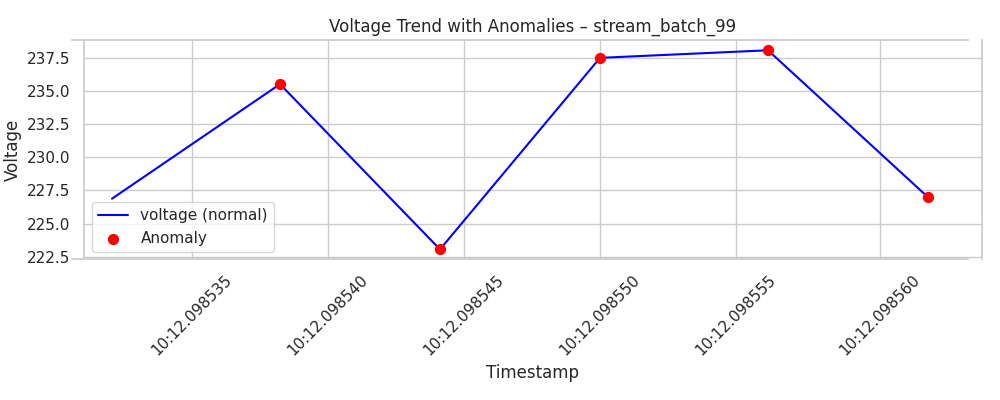 Voltage Trend with Anomalies – stream_batch_99
Voltage
237.5
235.0
232.5
230.0
227.5
225.0
222.5
voltage (normal)
Anomaly
10:12.098535
10:12.098540
10:12.098545
10:12.098550
10:12.098555
10:12.098560
Timestamp